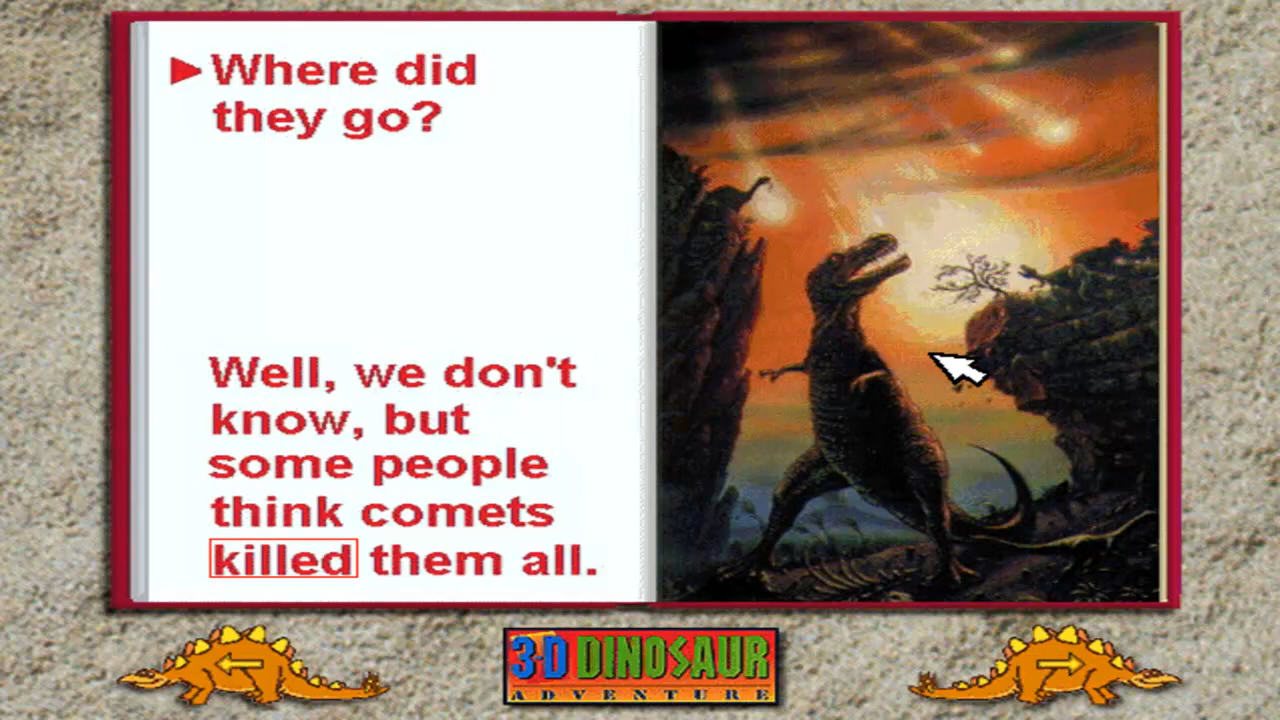 Where did
they go?
Well, we don't
know, but
some people
think comets
killed them all.
3-D DINOSAUR
ADVENTURE